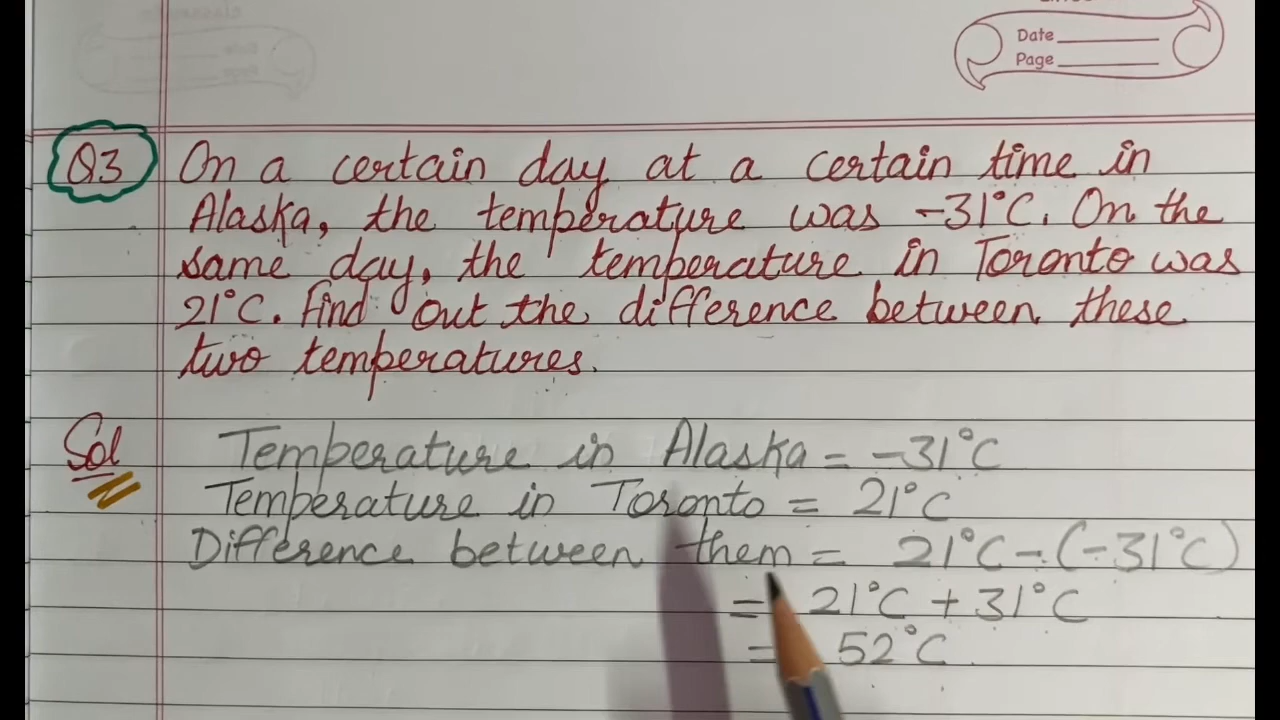 Date
Page
Q3 On a certain day at a certain time in
Alaska, the temperature was -31°C. On the
same day, the temperature in Toronto was
21°C. Find out the difference between these
two temperatures.
Sol Temperature in Alaska = -31°C
Temperature in Toronto = 21°C
Difference between them = 21°C - (-31°C)
= 21°C + 31°C
= 52°C